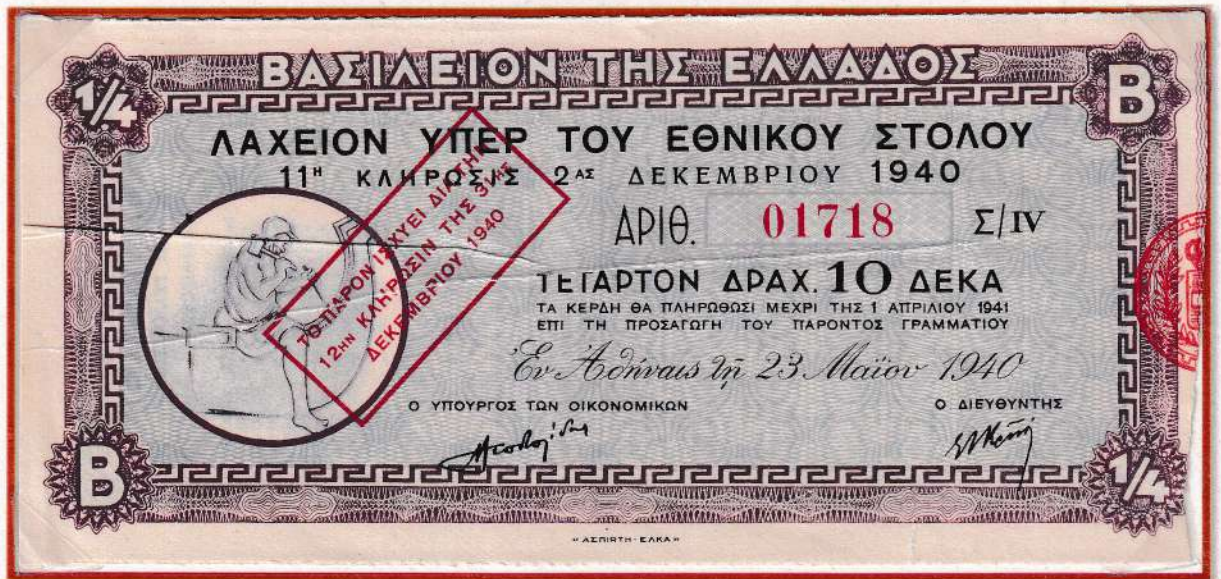 1/4 ΒΑΣΙΛΕΙΟΝ ΤΗΣ ΕΛΛΑΔΟΣ Β
ΛΑΧΕΙΟΝ ΥΠΕΡ ΤΟΥ ΕΘΝΙΚΟΥ ΣΤΟΛΟΥ
11Η ΚΛΗΡΩΣΙΣ 2ΑΣ ΔΕΚΕΜΒΡΙΟΥ 1940
ΑΡΙΘ. 01718 Σ/IV
ΤΕΤΑΡΤΟΝ ΔΡΑΧ. 10 ΔΕΚΑ
ΤΑ ΚΕΡΔΗ ΘΑ ΠΛΗΡΩΘΩΣΙ ΜΕΧΡΙ ΤΗΣ 1 ΑΠΡΙΛΙΟΥ 1941
ΕΠΙ ΤΗ ΠΡΟΣΑΓΩΓΗ ΤΟΥ ΠΑΡΟΝΤΟΣ ΓΡΑΜΜΑΤΙΟΥ
Ἐν Ἀθήναις τῇ 23 Μαΐου 1940
Ο ΥΠΟΥΡΓΟΣ ΤΩΝ ΟΙΚΟΝΟΜΙΚΩΝ
Ο ΔΙΕΥΘΥΝΤΗΣ
ΤΟ ΠΑΡΟΝ ΙΣΧΥΕΙ ΔΙΑ ΤΗΝ
12ΗΝ ΚΛΗΡΩΣΙΝ ΤΗΣ 31ΗΣ
ΔΕΚΕΜΒΡΙΟΥ 1940
Β 1/4
"ΑΣΠΙΩΤΗ-ΕΛΚΑ"